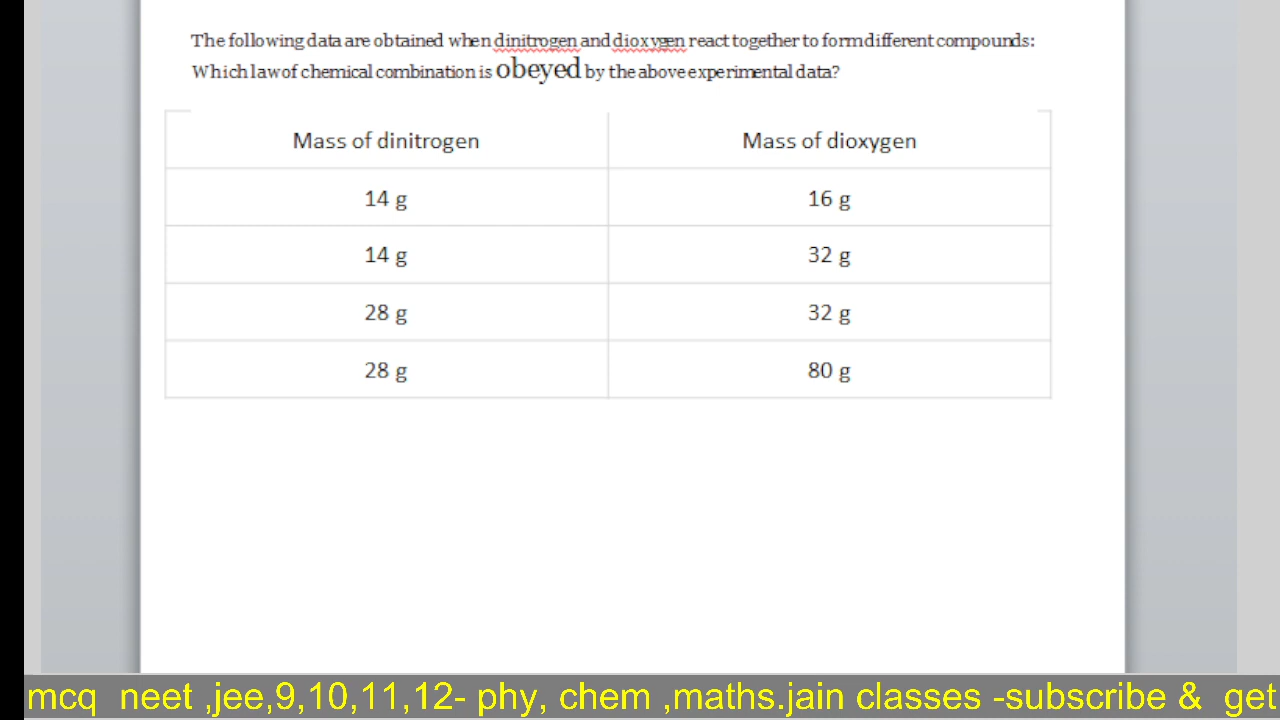 The following data are obtained when dinitrogen and dioxygen react together to form different compounds:
Which law of chemical combination is obeyed by the above experimental data?
Mass of dinitrogen Mass of dioxygen
14 g 16 g
14 g 32 g
28 g 32 g
28 g 80 g
mcq neet ,jee,9,10,11,12- phy, chem ,maths.jain classes -subscribe & get